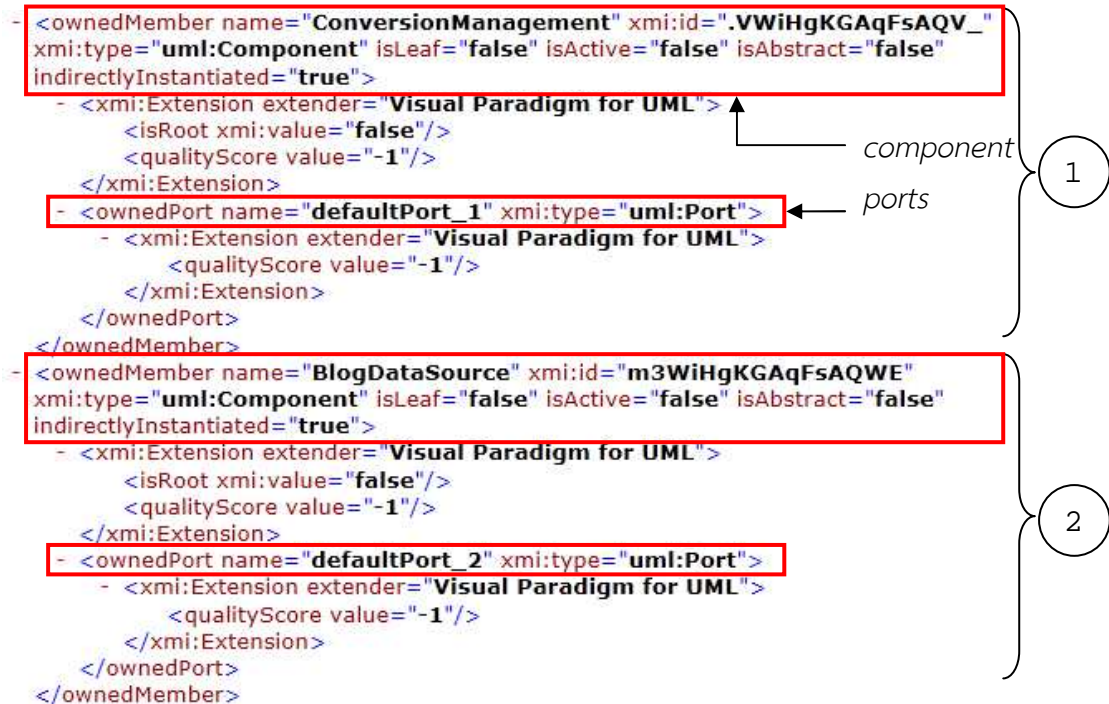 - <ownedMember name="ConversionManagement" xmi:id=".VWiHgKGAqFsAQV_"
xmi:type="uml:Component" isLeaf="false" isActive="false" isAbstract="false"
indirectlyInstantiated="true">
- <xmi:Extension extender="Visual Paradigm for UML">
<isRoot xmi:value="false"/>
<qualityScore value="-1"/>
component
</xmi:Extension>
1
ports
- <ownedPort name="defaultPort_1" xmi:type="uml:Port">
- <xmi:Extension extender="Visual Paradigm for UML">
<qualityScore value="-1"/>
</xmi:Extension>
</ownedPort>
</ownedMember>
- <ownedMember name="BlogDataSource" xmi:id="m3WiHgKGAqFsAQWE"
xmi:type="uml:Component" isLeaf="false" isActive="false" isAbstract="false"
indirectlyInstantiated="true">
- <xmi:Extension extender="Visual Paradigm for UML">
<isRoot xmi:value="false"/>
<qualityScore value="-1"/>
2
</xmi:Extension>
- <ownedPort name="defaultPort_2" xmi:type="uml:Port">
- <xmi:Extension extender="Visual Paradigm for UML">
<qualityScore value="-1"/>
</xmi:Extension>
</ownedPort>
</ownedMember>